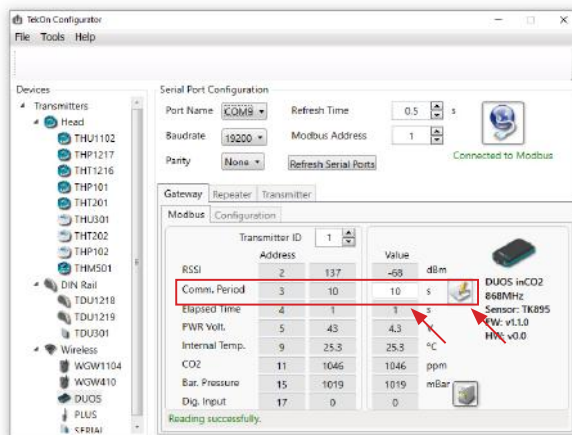 TekOn Configurator
File Tools Help
Devices
Transmitters
Head
THU1102
THP1217
THT1216
THP101
THT201
THU301
THT202
THP102
THM501
DIN Rail
TDU1218
TDU1219
TDU301
Wireless
WGW1104
WGW410
DUOS
PLUS
SERIAL
Serial Port Configuration
Port Name COM9 Refresh Time 0.5 s
Baudrate 19200 Modbus Address 1
Connected to Modbus
Parity None Refresh Serial Ports
Gateway Repeater Transmitter
Modbus Configuration
Transmitter ID 1
Address Value
RSSI 2 137 -68 dBm
Comm. Period 3 10 10 s
Elapsed Time 4 1 1 s
PWR Volt. 5 43 4.3 V
Internal Temp. 9 25.3 25.3 ºC
CO2 11 1046 1046 ppm
Bar. Pressure 15 1019 1019 mBar
Dig. Input 17 0 0
DUOS inCO2
868MHz
Sensor: TK895
FW: v1.1.0
HW: v0.0
Reading successfully.